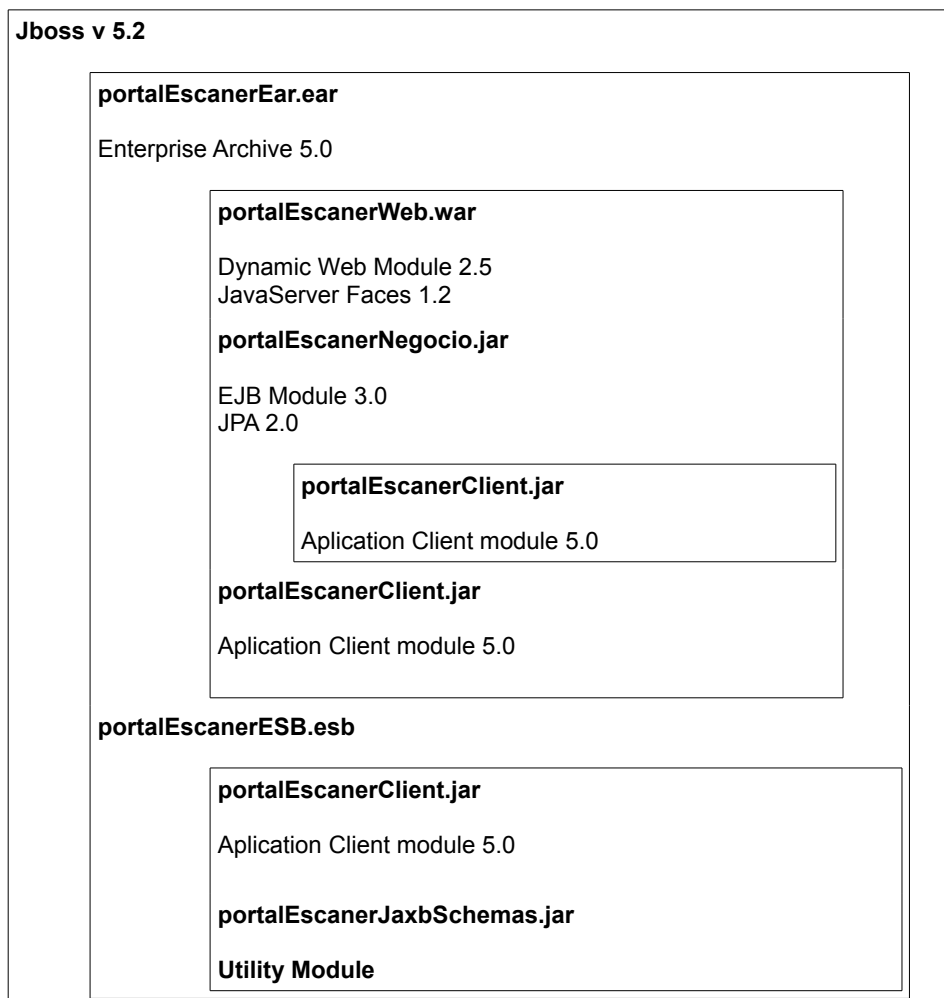 Jboss v 5.2
portalEscanerEar.ear
Enterprise Archive 5.0
portalEscanerWeb.war
Dynamic Web Module 2.5
JavaServer Faces 1.2
portalEscanerNegocio.jar
EJB Module 3.0
JPA 2.0
portalEscanerClient.jar
Aplication Client module 5.0
portalEscanerClient.jar
Aplication Client module 5.0
portalEscanerESB.esb
portalEscanerClient.jar
Aplication Client module 5.0
portalEscanerJaxbSchemas.jar
Utility Module